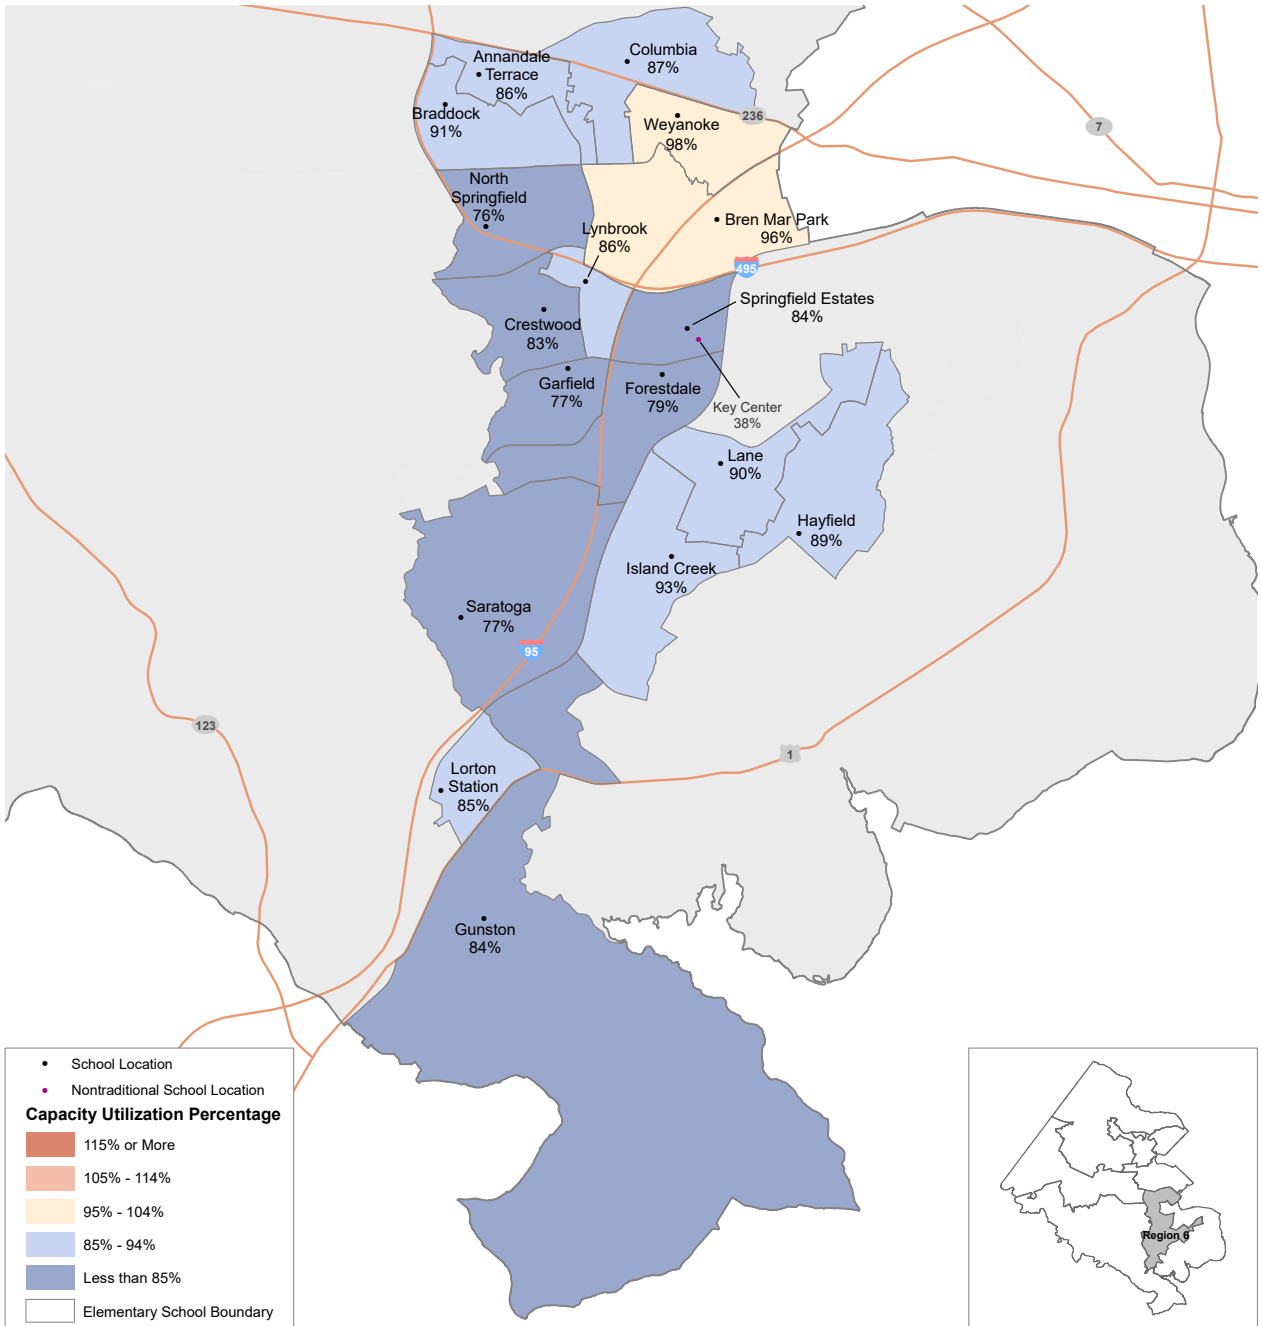 Columbia
87%
Annandale
Terrace
86%
Braddock
91%
Weyanoke
98%
236
7
North
Springfield
76%
Lynbrook
86%
Bren Mar Park
96%
495
Springfield Estates
84%
Crestwood
83%
Garfield
77%
Forestdale
79%
Key Center
38%
Lane
90%
Hayfield
89%
Island Creek
93%
Saratoga
77%
95
123
1
Lorton
Station
85%
Gunston
84%
School Location
Nontraditional School Location
Capacity Utilization Percentage
115% or More
105% - 114%
95% - 104%
85% - 94%
Less than 85%
Elementary School Boundary
Region 6